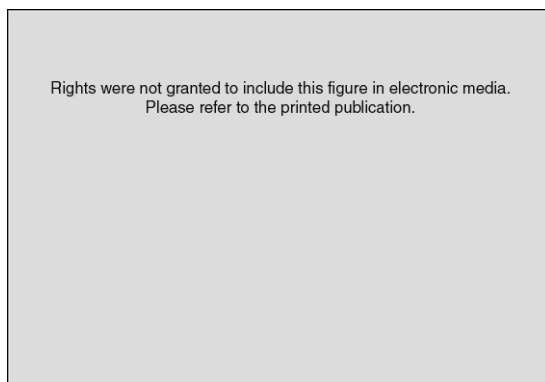 Rights were not granted to include this figure in electronic media.
Please refer to the printed publication.